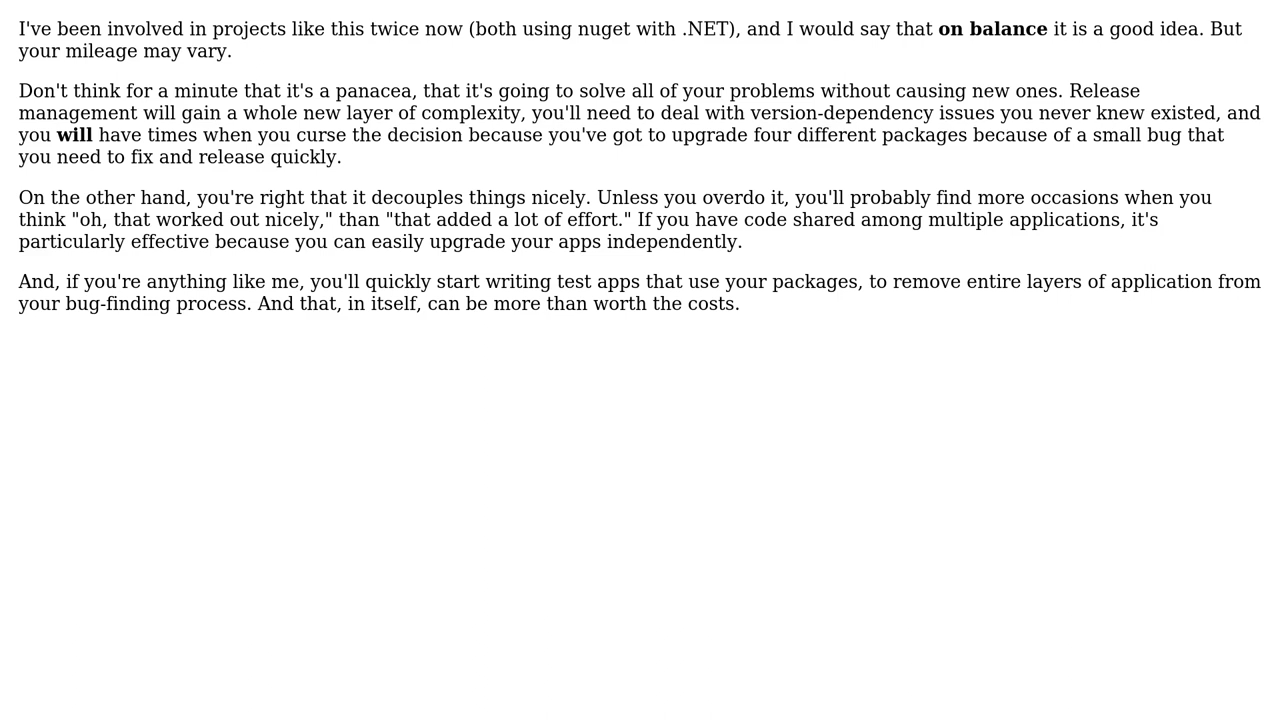 I've been involved in projects like this twice now (both using nuget with .NET), and I would say that on balance it is a good idea. But
your mileage may vary.
Don't think for a minute that it's a panacea, that it's going to solve all of your problems without causing new ones. Release
management will gain a whole new layer of complexity, you'll need to deal with version-dependency issues you never knew existed, and
you will have times when you curse the decision because you've got to upgrade four different packages because of a small bug that
you need to fix and release quickly.
On the other hand, you're right that it decouples things nicely. Unless you overdo it, you'll probably find more occasions when you
think "oh, that worked out nicely," than "that added a lot of effort." If you have code shared among multiple applications, it's
particularly effective because you can easily upgrade your apps independently.
And, if you're anything like me, you'll quickly start writing test apps that use your packages, to remove entire layers of application from
your bug-finding process. And that, in itself, can be more than worth the costs.